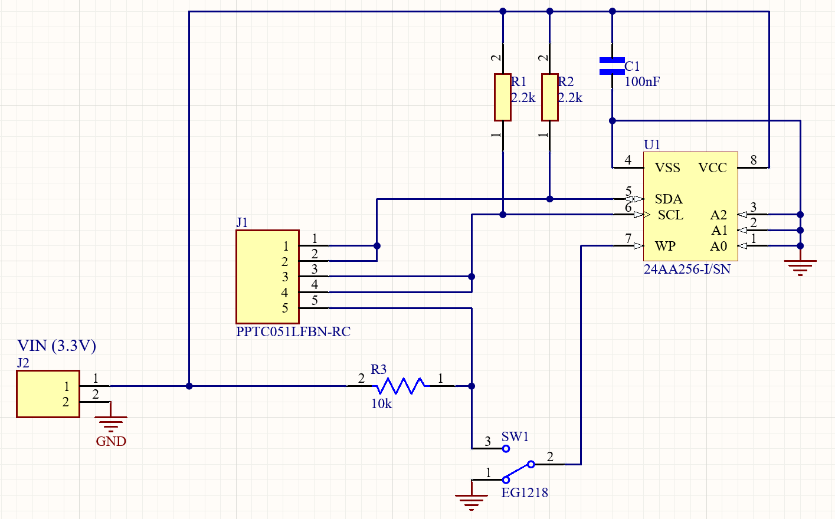 2
2
R1
2.2k
R2
2.2k
C1
100nF
1
1
U1
4 VSS VCC 8
5 SDA
6 SCL A2 3
A1 2
7 WP A0 1
24AA256-I/SN
J1
1 1
2 2
3 3
4 4
5 5
PPTC051LFBN-RC
VIN (3.3V)
J2
1 1
2 2
GND
R3
2 1
10k
SW1
3
2
1
EG1218